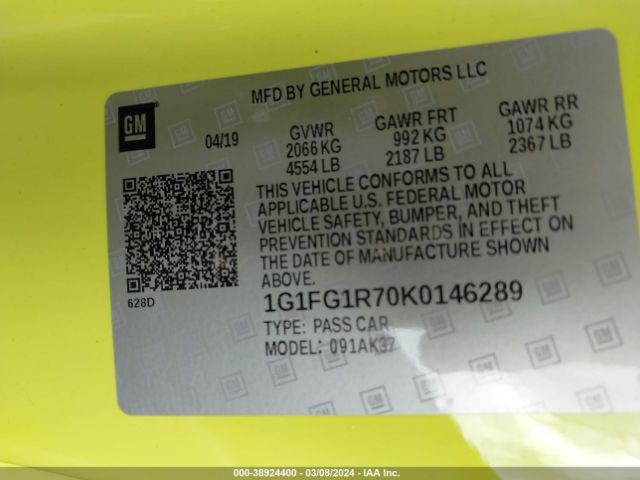 MFD BY GENERAL MOTORS LLC
GM
04/19
GVWR GAWR FRT GAWR RR
2066 KG 992 KG 1074 KG
4554 LB 2187 LB 2367 LB
THIS VEHICLE CONFORMS TO ALL
APPLICABLE U.S. FEDERAL MOTOR
VEHICLE SAFETY, BUMPER, AND THEFT
PREVENTION STANDARDS IN EFFECT ON
THE DATE OF MANUFACTURE SHOWN
ABOVE.
628D
1G1FG1R70K0146289
TYPE: PASS CAR
MODEL: 091AK37
000-38924400 - 03/08/2024 - IAA Inc.